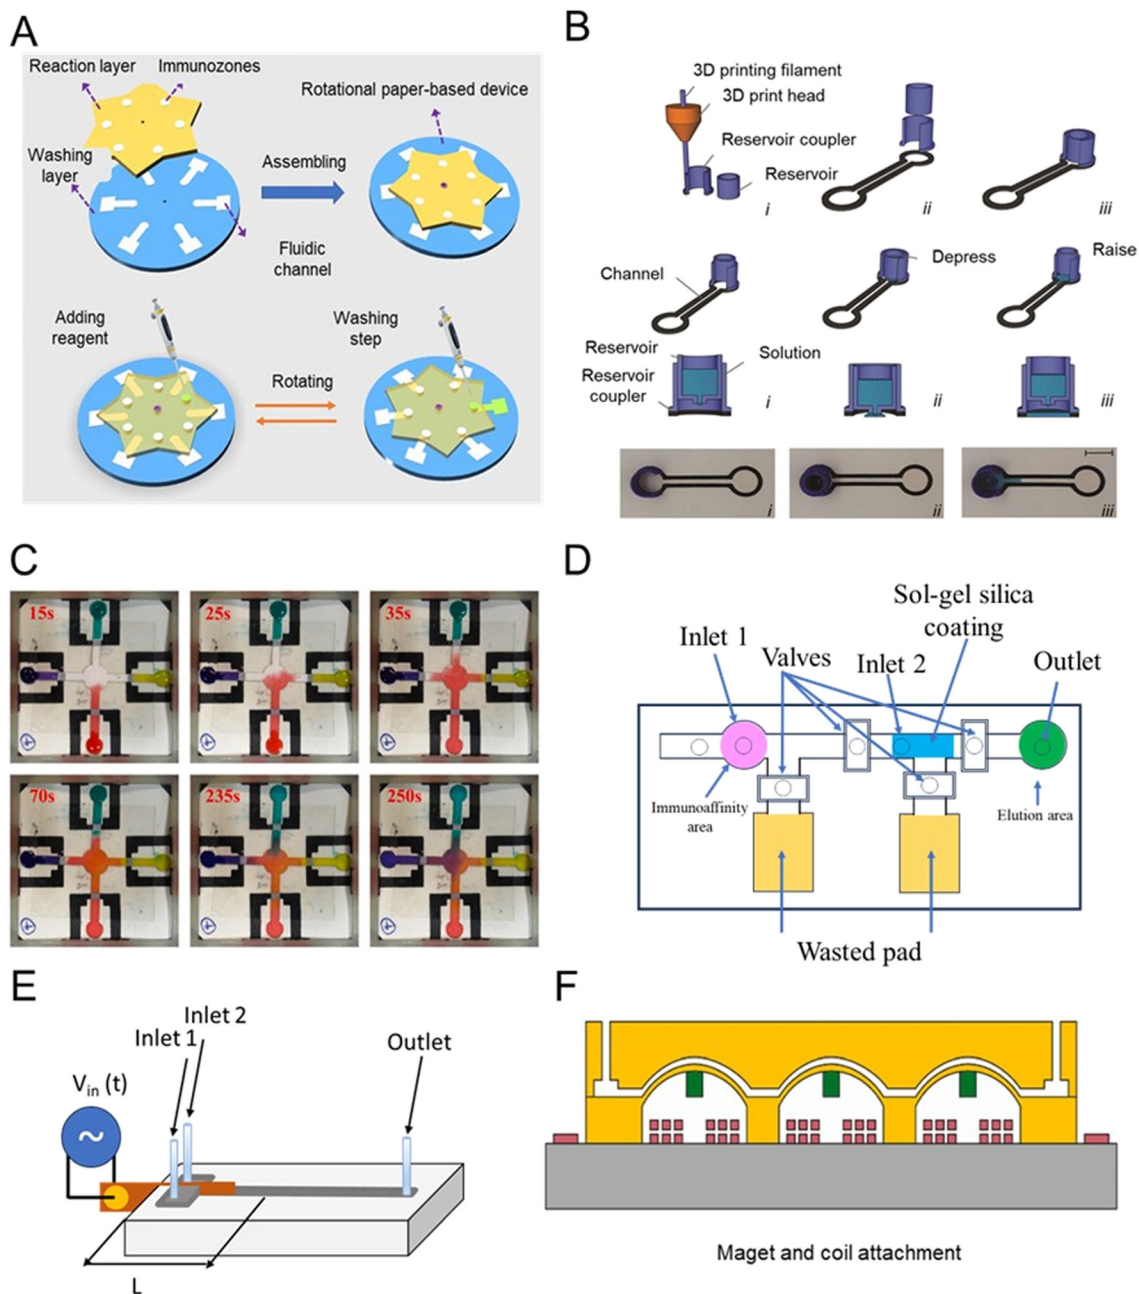 A
Reaction layer
Immunozones
Rotational paper-based device
Washing
layer
Assembling
Fluidic
channel
Adding
reagent
Washing
step
Rotating
B
3D printing filament
3D print head
Reservoir coupler
Reservoir
i
ii
iii
Channel
Depress
Raise
Reservoir
Reservoir
coupler
Solution
i
ii
iii
i
ii
iii
C
15s
25s
35s
70s
235s
250s
D
Sol-gel silica
coating
Inlet 1
Valves
Inlet 2
Outlet
Immunoaffinity
area
Elution area
Wasted pad
E
Inlet 2
Inlet 1
Outlet
Vin (t)
~
L
F
Maget and coil attachment